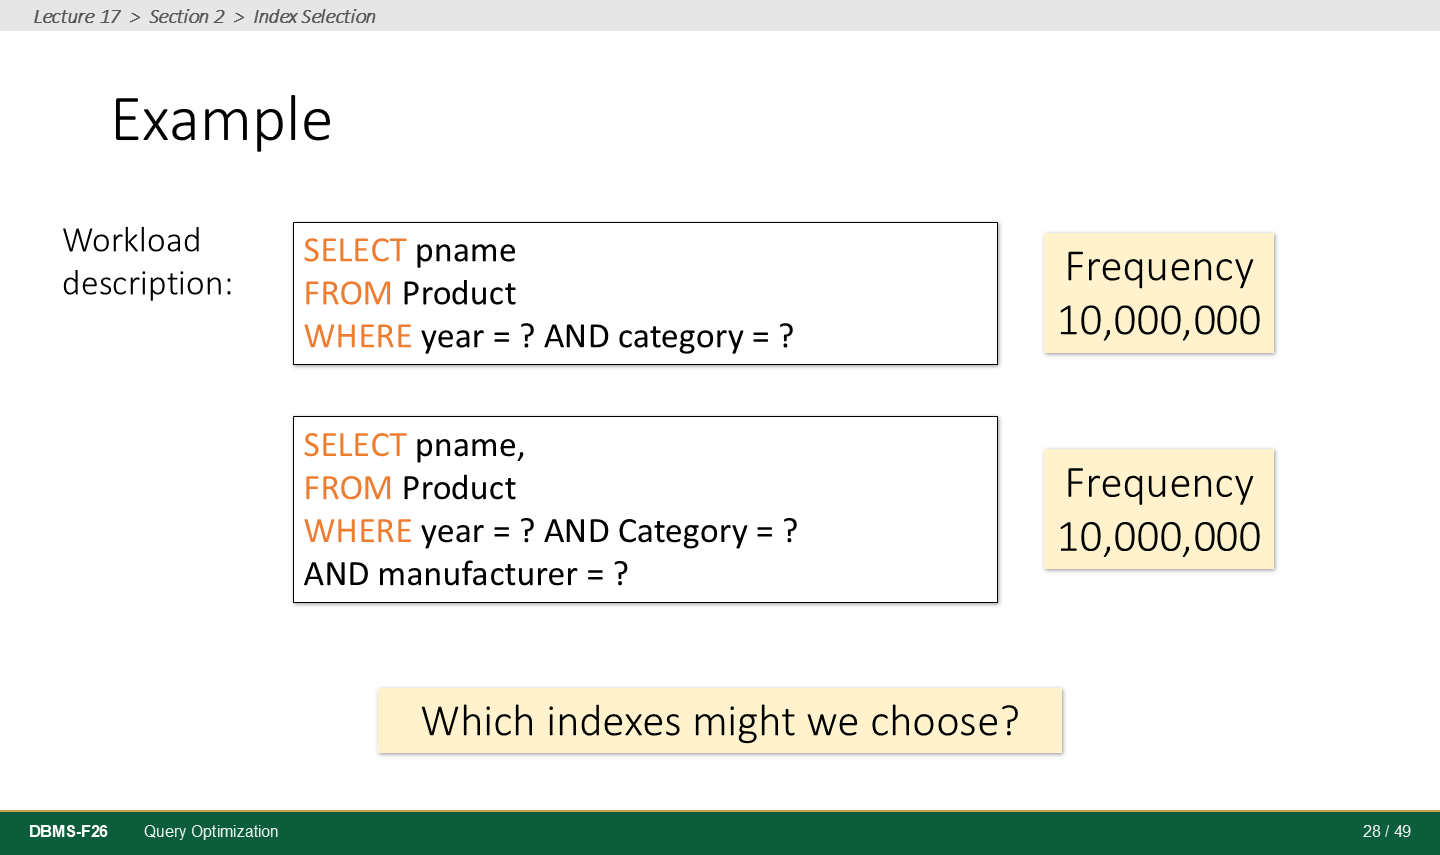 Lecture 17 > Section 2 > Index Selection
Example
Workload
description:
SELECT pname
FROM Product
WHERE year = ? AND category = ?
Frequency
10,000,000
SELECT pname,
FROM Product
WHERE year = ? AND Category = ?
AND manufacturer = ?
Frequency
10,000,000
Which indexes might we choose?
DBMS-F26 Query Optimization 28 / 49